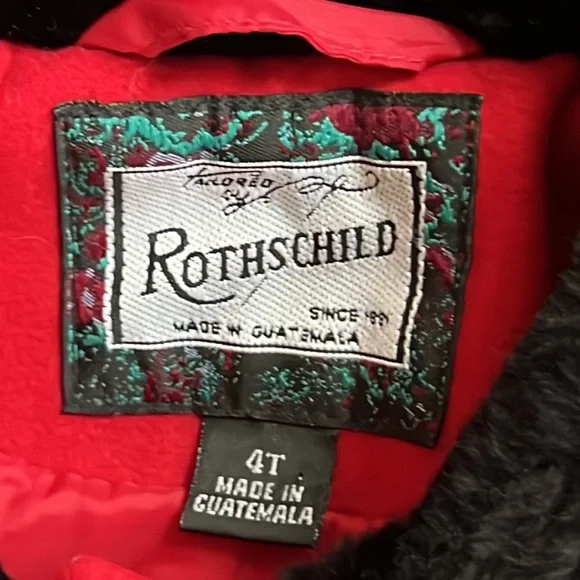 TAILORED
by
ROTHSCHILD
SINCE 1881
MADE IN GUATEMALA
4T
MADE IN
GUATEMALA